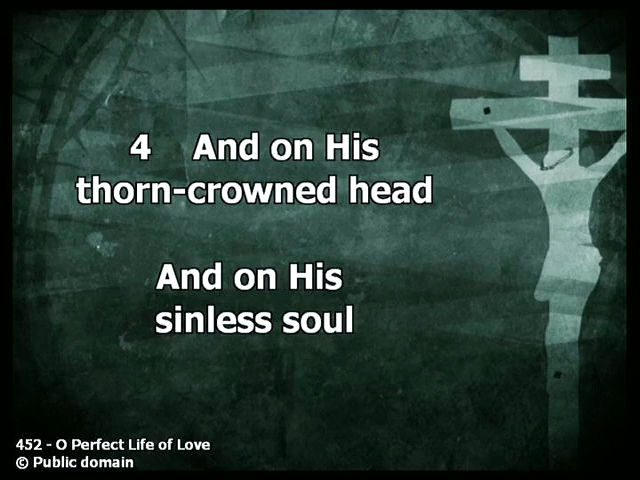 4 And on His
thorn-crowned head
And on His
sinless soul
452 - O Perfect Life of Love
© Public domain